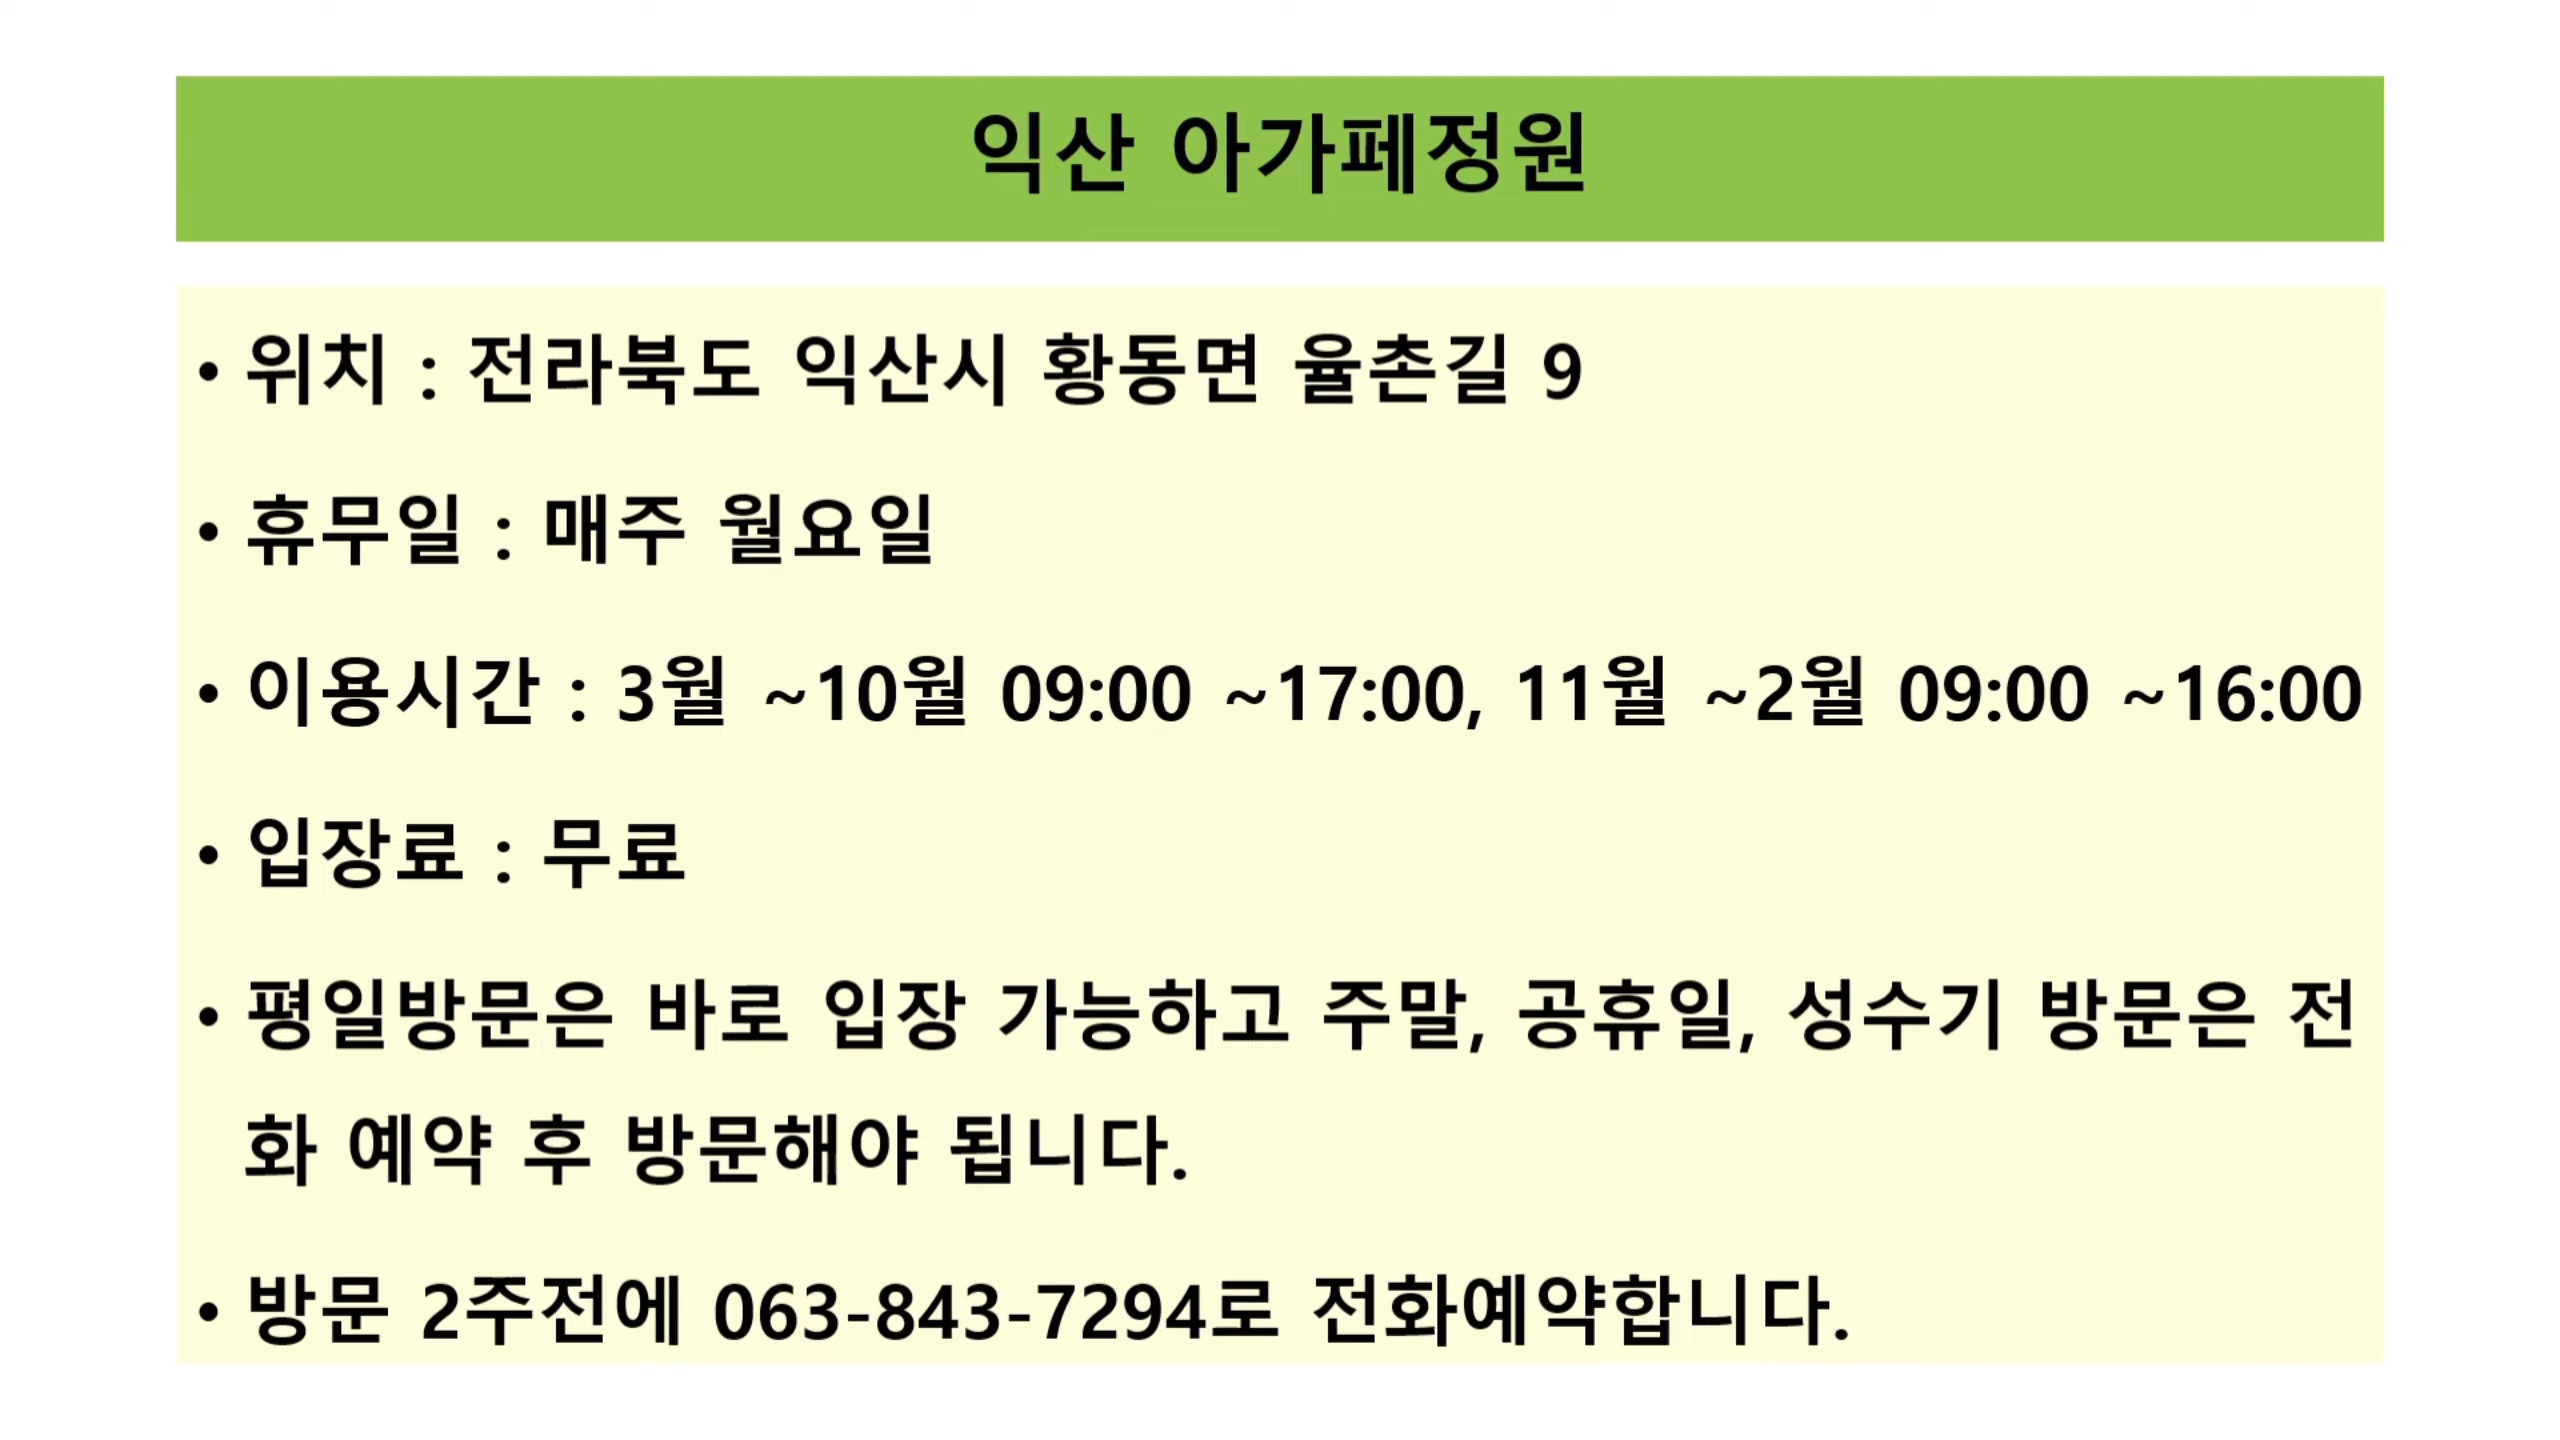 익산 아가페정원
• 위치 : 전라북도 익산시 황동면 율촌길 9
• 휴무일 : 매주 월요일
• 이용시간 : 3월 ~10월 09:00 ~17:00, 11월 ~2월 09:00 ~16:00
• 입장료 : 무료
• 평일방문은 바로 입장 가능하고 주말, 공휴일, 성수기 방문은 전
화 예약 후 방문해야 됩니다.
• 방문 2주전에 063-843-7294로 전화예약합니다.